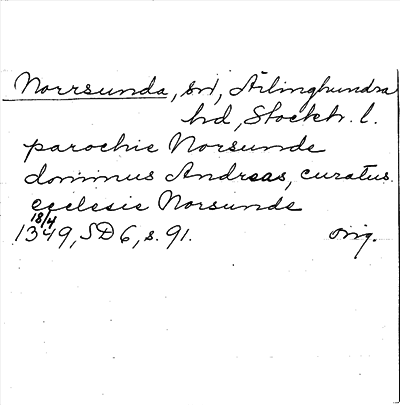 Norrsunda, sn, Ärlinghundra
hd, Stockh. l.
parochie Norsunde
dominus Andreas, curatus
ecclesie Norsunde
18/4
1349, SD 6, s. 91. orig.